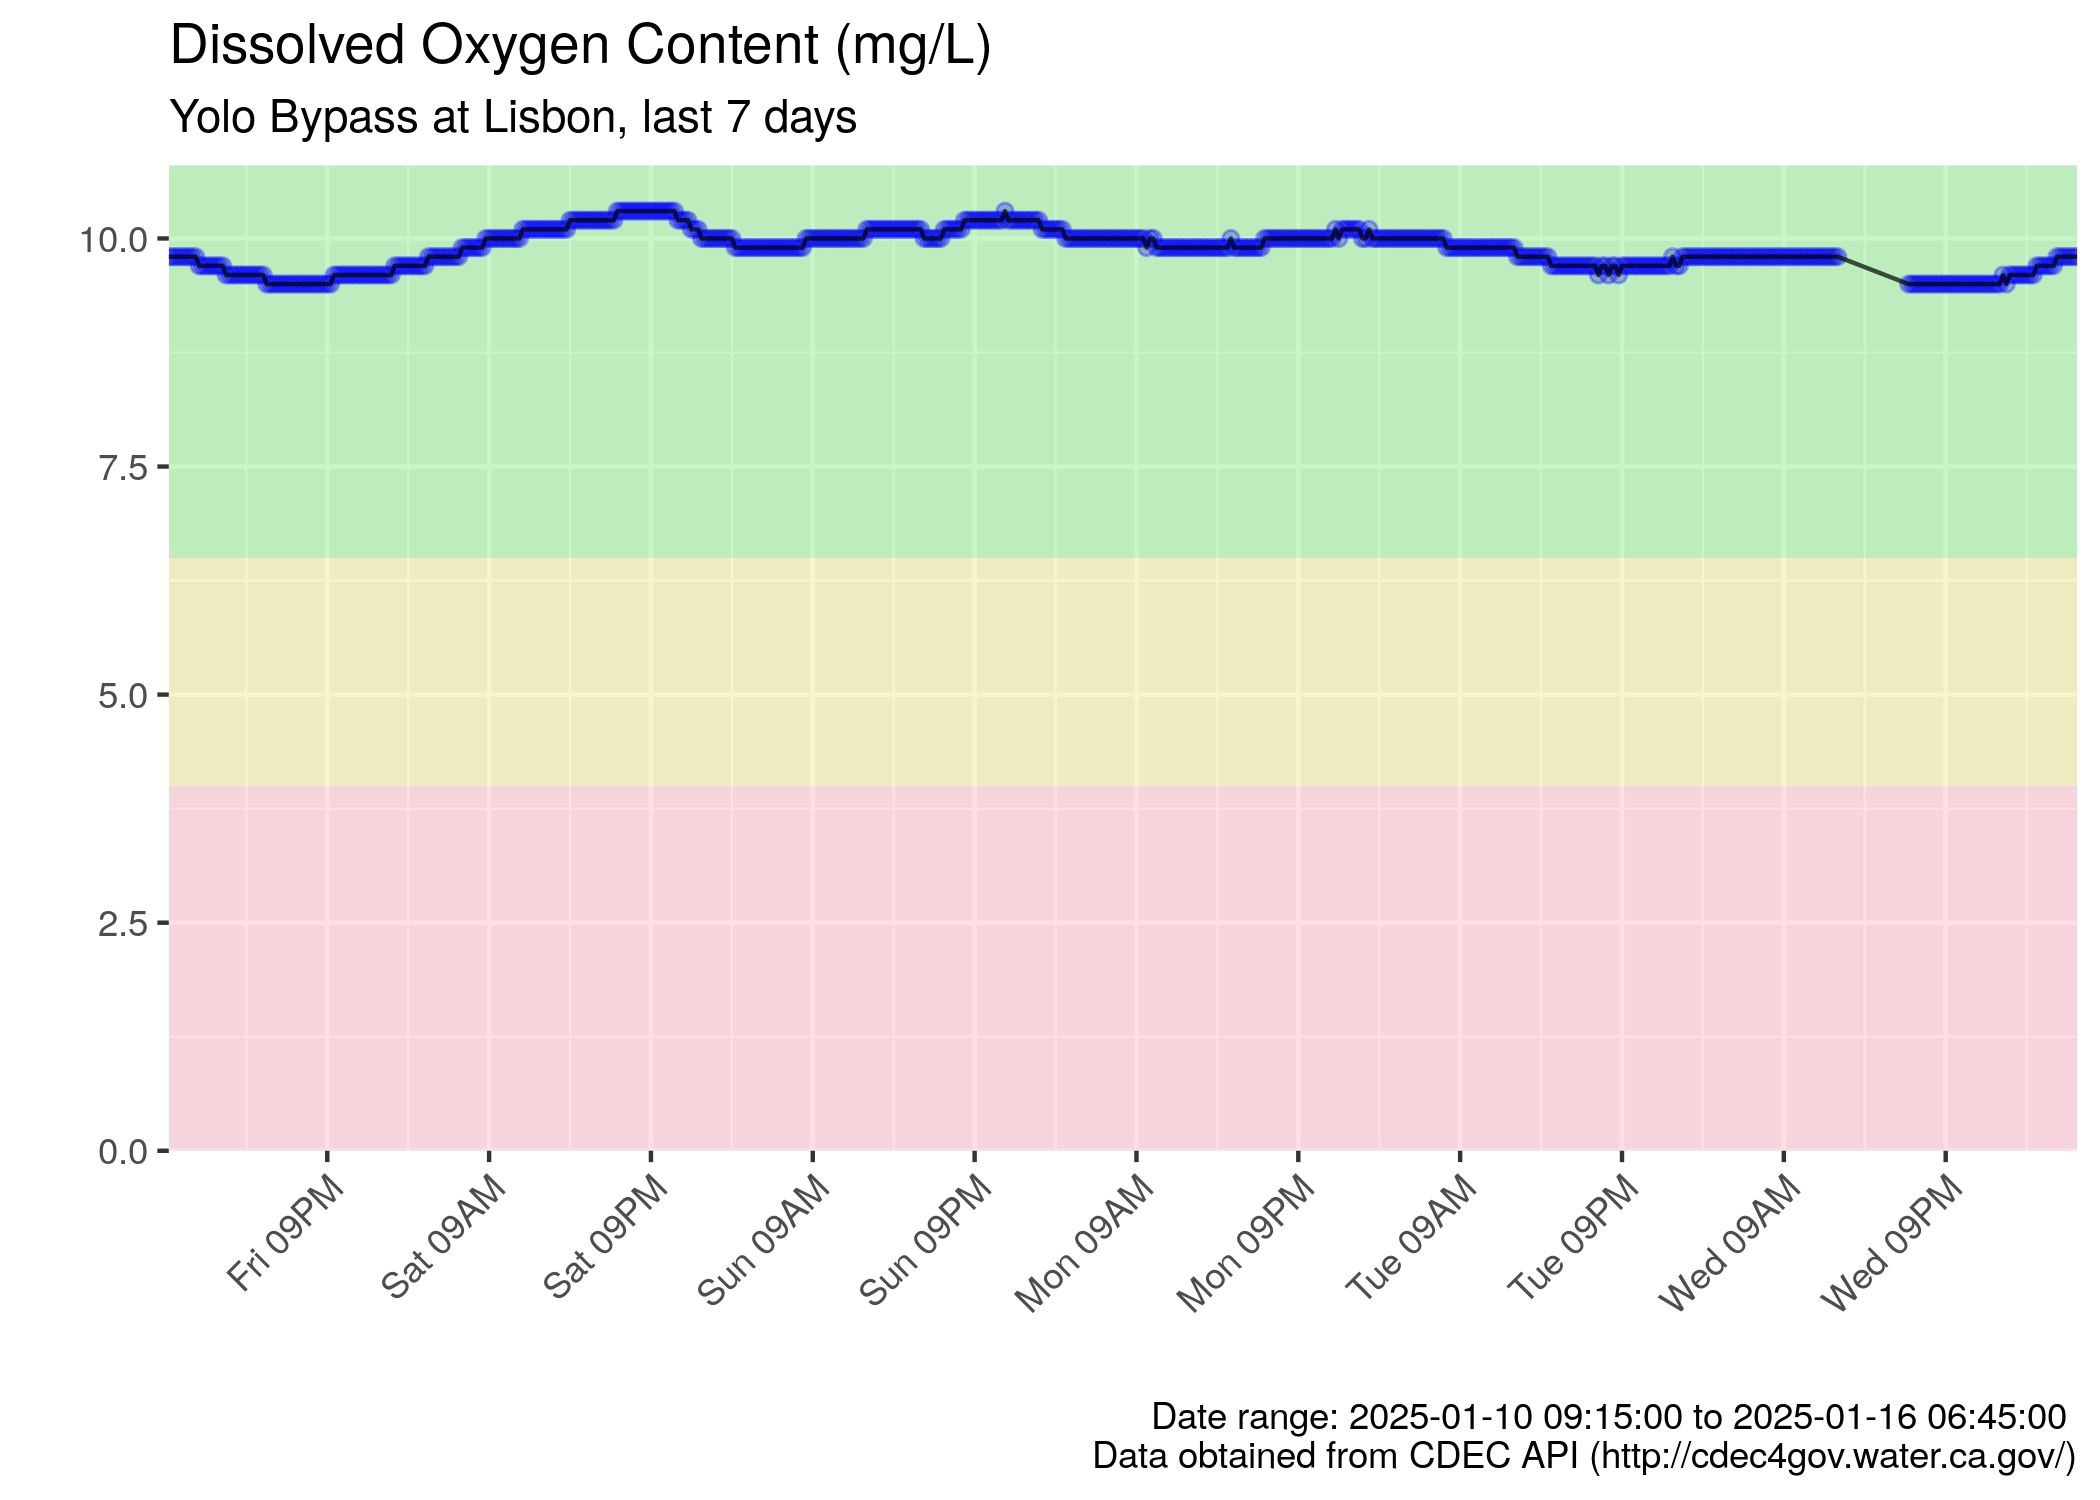 Dissolved Oxygen Content (mg/L)
Yolo Bypass at Lisbon, last 7 days
10.0
7.5
5.0
2.5
0.0
Fri 09PM
Sat 09AM
Sat 09PM
Sun 09AM
Sun 09PM
Mon 09AM
Mon 09PM
Tue 09AM
Tue 09PM
Wed 09AM
Wed 09PM
Date range: 2025-01-10 09:15:00 to 2025-01-16 06:45:00
Data obtained from CDEC API (http://cdec4gov.water.ca.gov/)